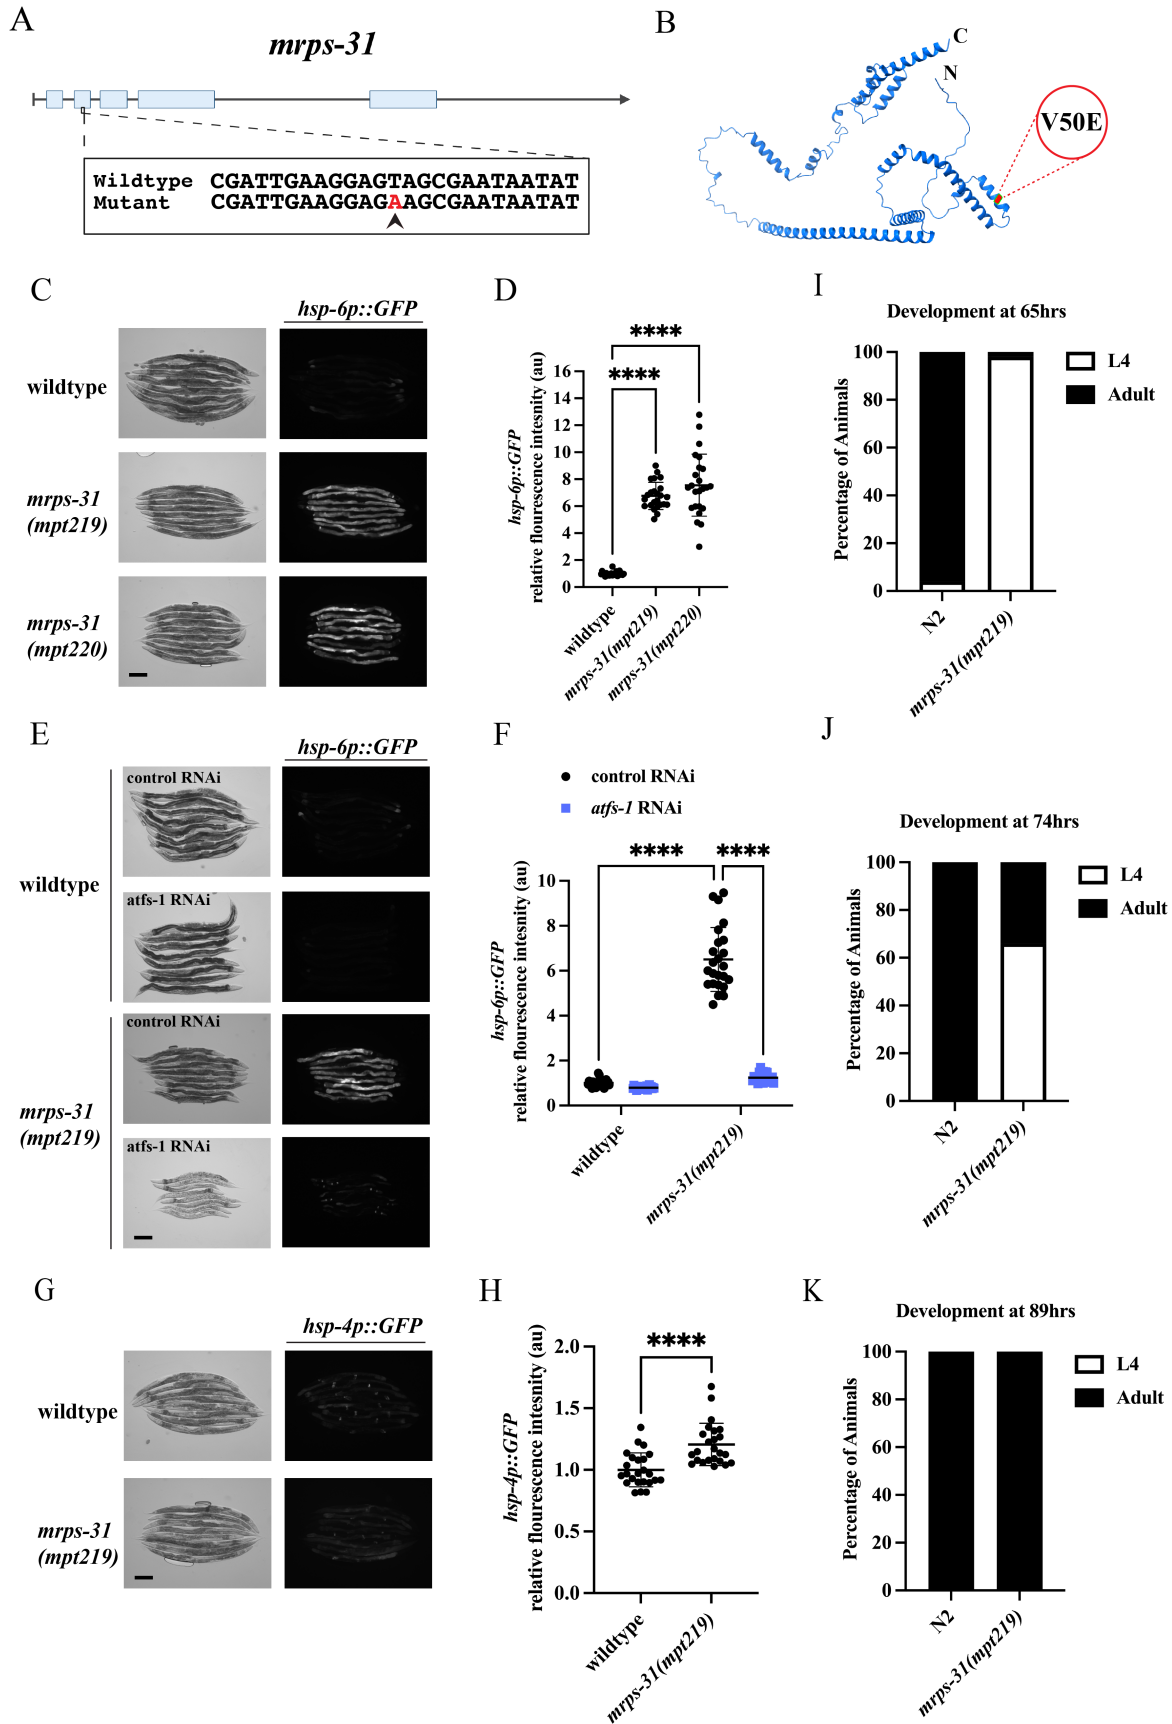 A
mrps-31
Wildtype CGATTGAAGGAGTAGCGAATAATAT
Mutant CGATTGAAGGAGAAGCGAATAATAT
B
C
N
V50E
C
hsp-6p::GFP
wildtype
mrps-31
(mpt219)
mrps-31
(mpt220)
D
****
****
hsp-6p::GFP
relative flourescence intesnity (au)
16
14
12
10
8
6
4
2
0
wildtype
mrps-31(mpt219)
mrps-31(mpt220)
I
Development at 65hrs
Percentage of Animals
100
80
60
40
20
0
N2
mrps-31(mpt219)
L4
Adult
E
hsp-6p::GFP
wildtype
control RNAi
atfs-1 RNAi
mrps-31
(mpt219)
control RNAi
atfs-1 RNAi
F
control RNAi
atfs-1 RNAi
****
****
hsp-6p::GFP
relative flourescence intesnity (au)
10
8
6
4
2
0
wildtype
mrps-31(mpt219)
J
Development at 74hrs
Percentage of Animals
100
80
60
40
20
0
N2
mrps-31(mpt219)
L4
Adult
G
hsp-4p::GFP
wildtype
mrps-31
(mpt219)
H
****
hsp-4p::GFP
relative flourescence intesnity (au)
2.0
1.5
1.0
0.5
0.0
wildtype
mrps-31(mpt219)
K
Development at 89hrs
Percentage of Animals
100
80
60
40
20
0
N2
mrps-31(mpt219)
L4
Adult